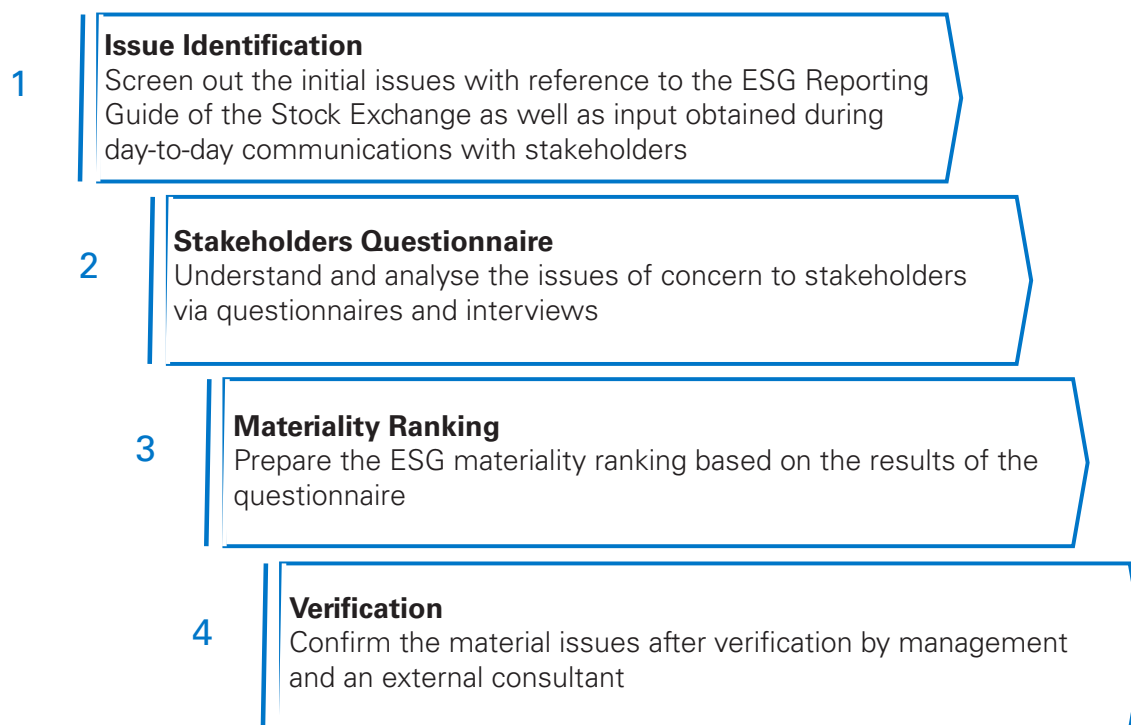 1
Issue Identification
Screen out the initial issues with reference to the ESG Reporting
Guide of the Stock Exchange as well as input obtained during
day-to-day communications with stakeholders
2
Stakeholders Questionnaire
Understand and analyse the issues of concern to stakeholders
via questionnaires and interviews
3
Materiality Ranking
Prepare the ESG materiality ranking based on the results of the
questionnaire
4
Verification
Confirm the material issues after verification by management
and an external consultant